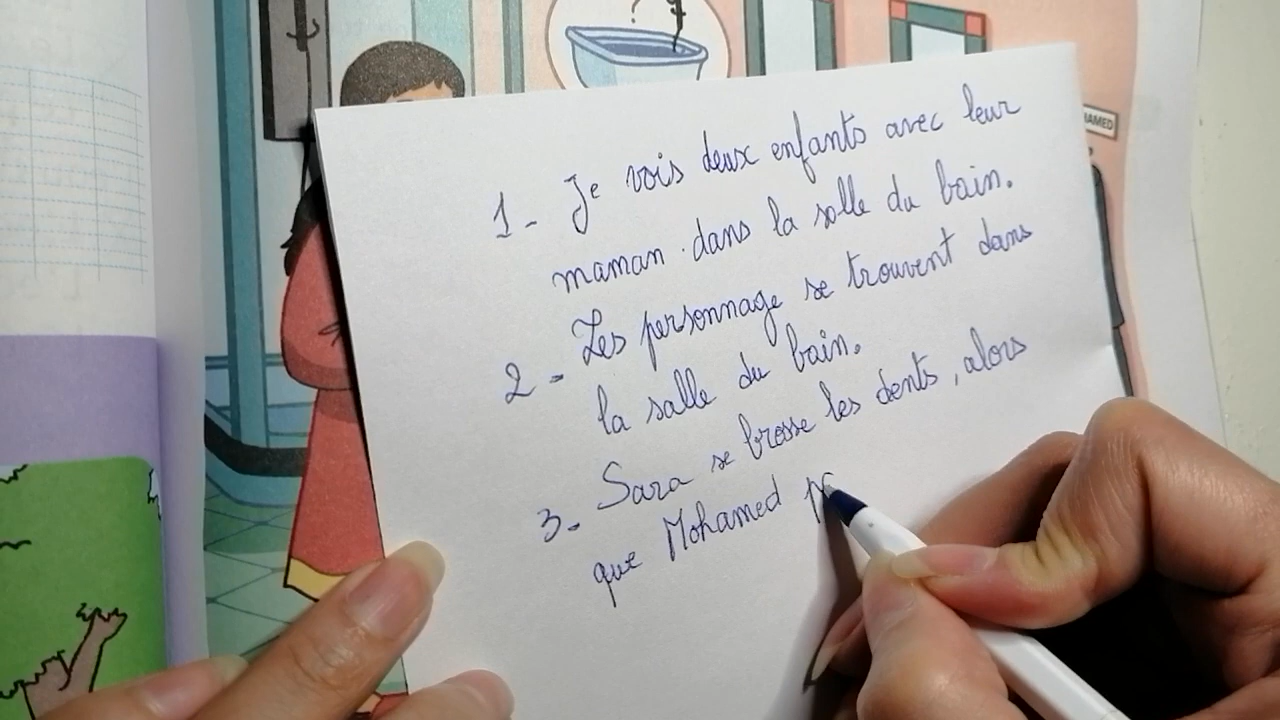 1- Je vois deux enfants avec leur
maman dans la salle du bain.
2- Les personnage se trouvent dans
la salle du bain.
3- Sara se brosse les dents, alors
que Mohamed
AMED